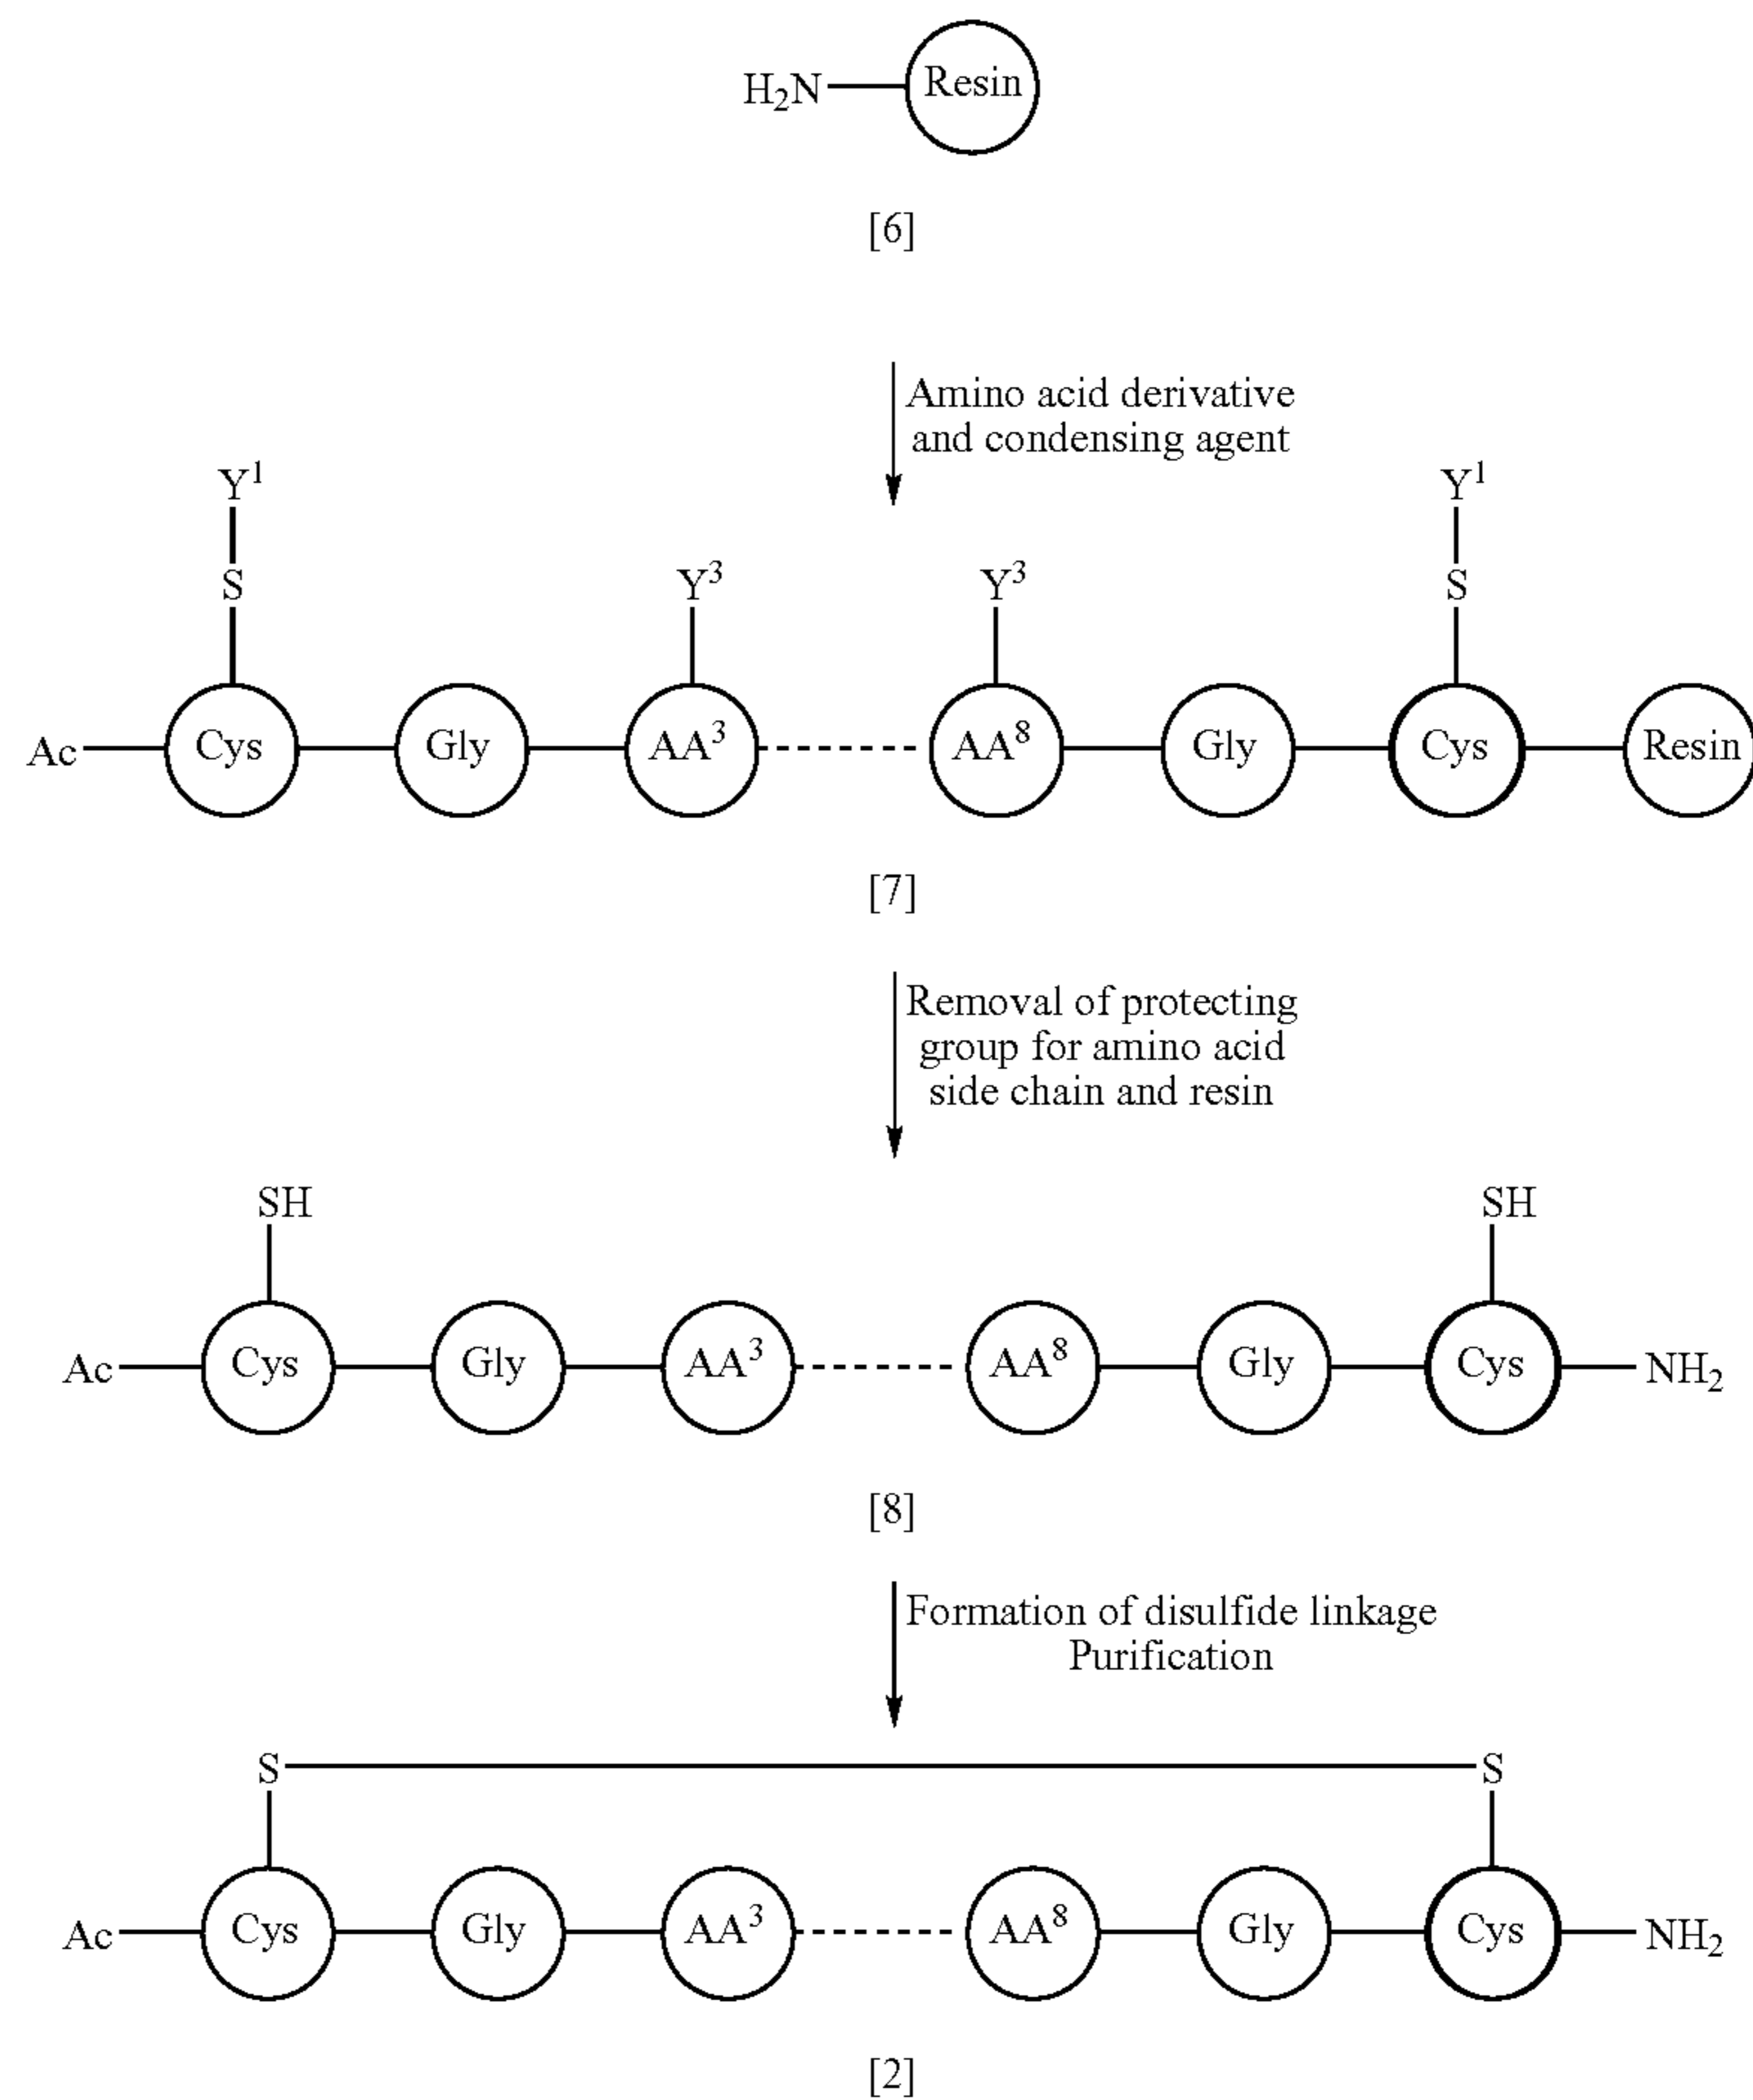 H₂N Resin
[6]
Amino acid derivative
and condensing agent
Y¹ Y¹
S Y³ Y³ S
Ac Cys Gly AA³ AA⁸ Gly Cys Resin
[7]
Removal of protecting
group for amino acid
side chain and resin
SH SH
Ac Cys Gly AA³ AA⁸ Gly Cys NH₂
[8]
Formation of disulfide linkage
Purification
S S
Ac Cys Gly AA³ AA⁸ Gly Cys NH₂
[2]